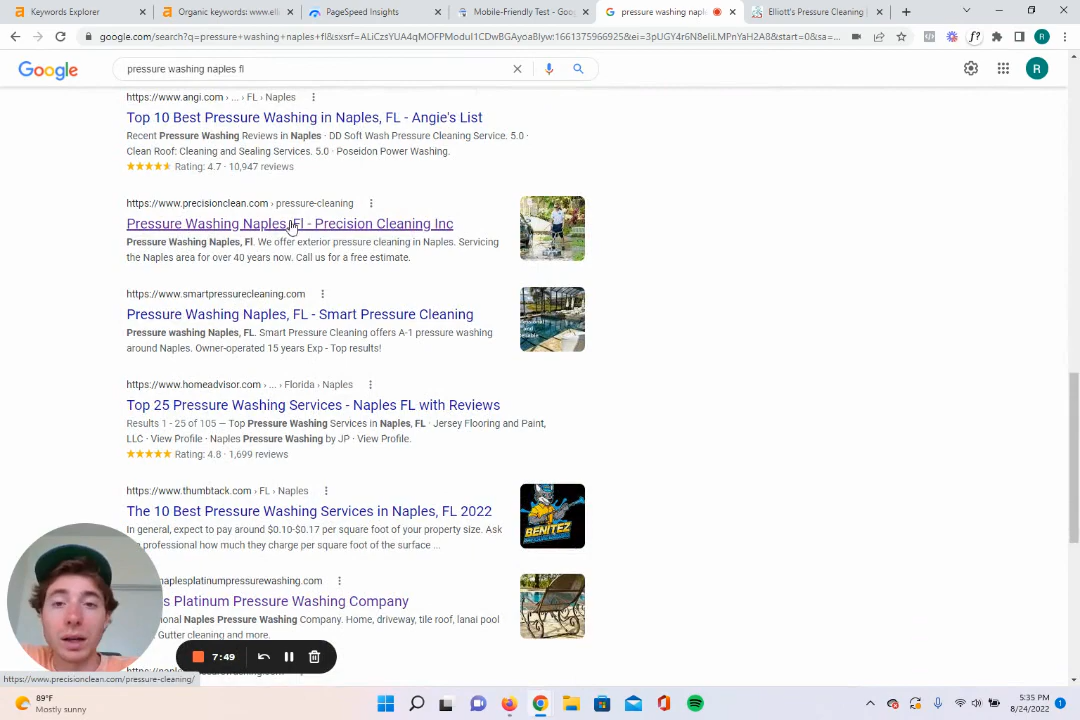 Keywords Explorer
Organic keywords: www.elli
PageSpeed Insights
Mobile-Friendly Test - Goog
pressure washing naple
Elliott's Pressure Cleaning
google.com/search?q=pressure+washing+naples+fl&sxsrf=ALiCzsYUA4qMOFPModul1CDwBGAyoaBIyw:1661375966925&ei=3pUGY4r6N8eliLMPnYaH2A8&start=0&sa=...
f?
R
Google
pressure washing naples fl
R
https://www.angi.com › ... › FL › Naples
Top 10 Best Pressure Washing in Naples, FL - Angie's List
Recent Pressure Washing Reviews in Naples · DD Soft Wash Pressure Cleaning Service. 5.0 ·
Clean Roof: Cleaning and Sealing Services. 5.0 · Poseidon Power Washing.
Rating: 4.7 · 10,947 reviews
https://www.precisionclean.com › pressure-cleaning
Pressure Washing Naples, Fl - Precision Cleaning Inc
Pressure Washing Naples, Fl. We offer exterior pressure cleaning in Naples. Servicing
the Naples area for over 40 years now. Call us for a free estimate.
https://www.smartpressurecleaning.com
Pressure Washing Naples, FL - Smart Pressure Cleaning
Pressure washing Naples, FL. Smart Pressure Cleaning offers A-1 pressure washing
around Naples. Owner-operated 15 years Exp - Top results!
https://www.homeadvisor.com › ... › Florida › Naples
Top 25 Pressure Washing Services - Naples FL with Reviews
Results 1 - 25 of 105 — Top Pressure Washing Services in Naples, FL · Jersey Flooring and Paint,
LLC · View Profile · Naples Pressure Washing by JP · View Profile.
Rating: 4.8 · 1,699 reviews
https://www.thumbtack.com › FL › Naples
The 10 Best Pressure Washing Services in Naples, FL 2022
In general, expect to pay around $0.10-$0.17 per square foot of your property size. Ask
professional how much they charge per square foot of the surface ...
BENITEZ
naplesplatinumpressurewashing.com
s Platinum Pressure Washing Company
ional Naples Pressure Washing Company. Home, driveway, tile roof, lanai pool
Gutter cleaning and more.
7:49
https://www.precisionclean.com/pressure-cleaning/
89°F
Mostly sunny
5:35 PM
8/24/2022
1